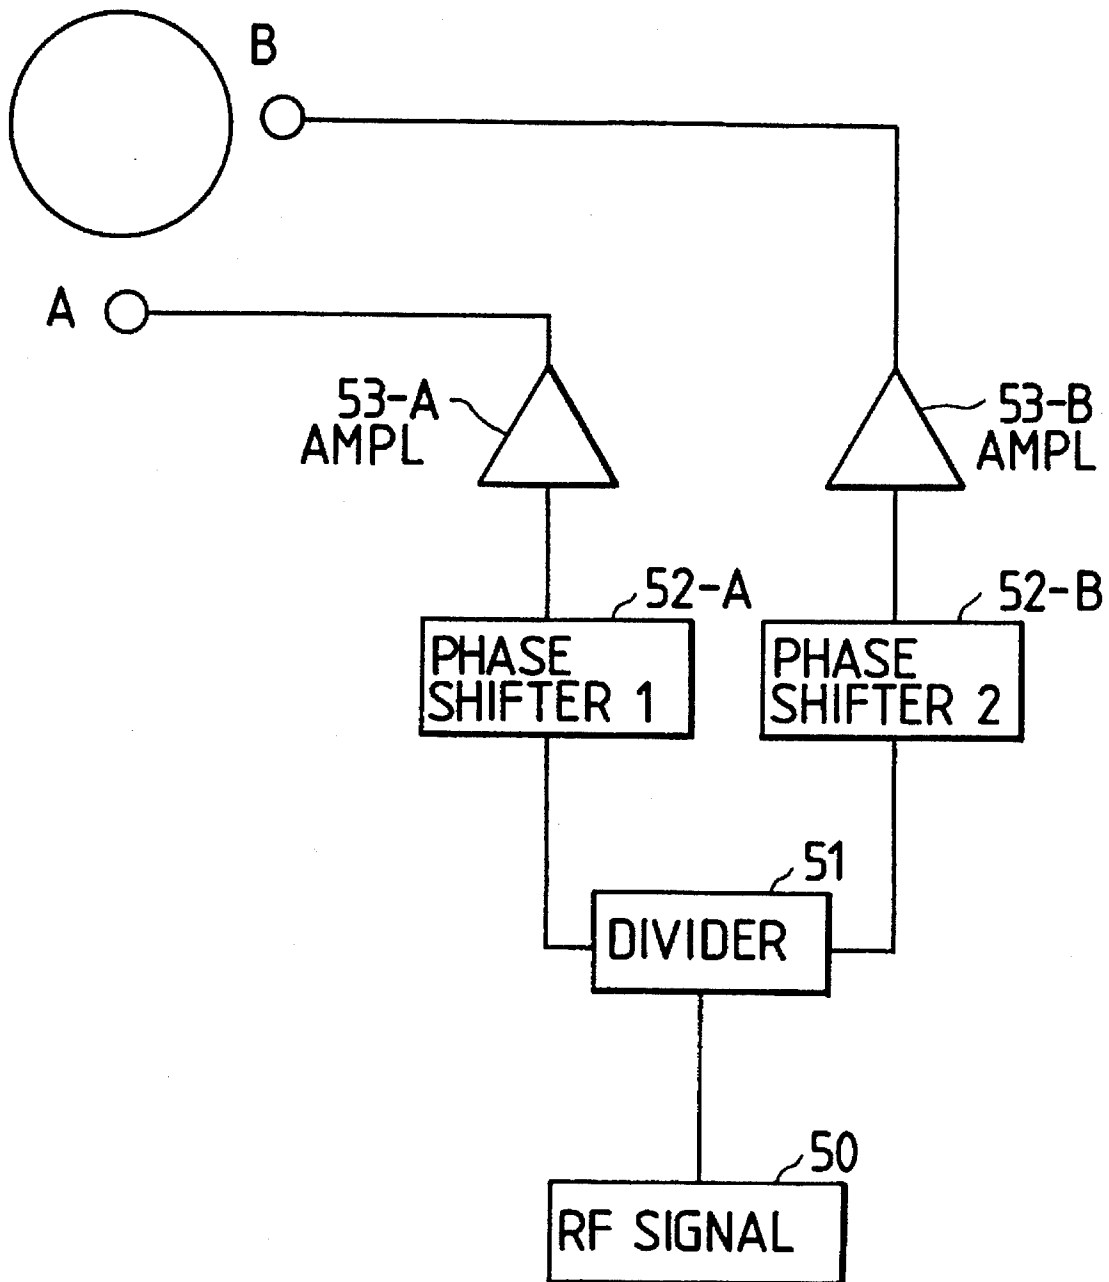 B
A
53-A
AMPL
53-B
AMPL
52-A
52-B
PHASE
SHIFTER 1
PHASE
SHIFTER 2
51
DIVIDER
50
RF SIGNAL